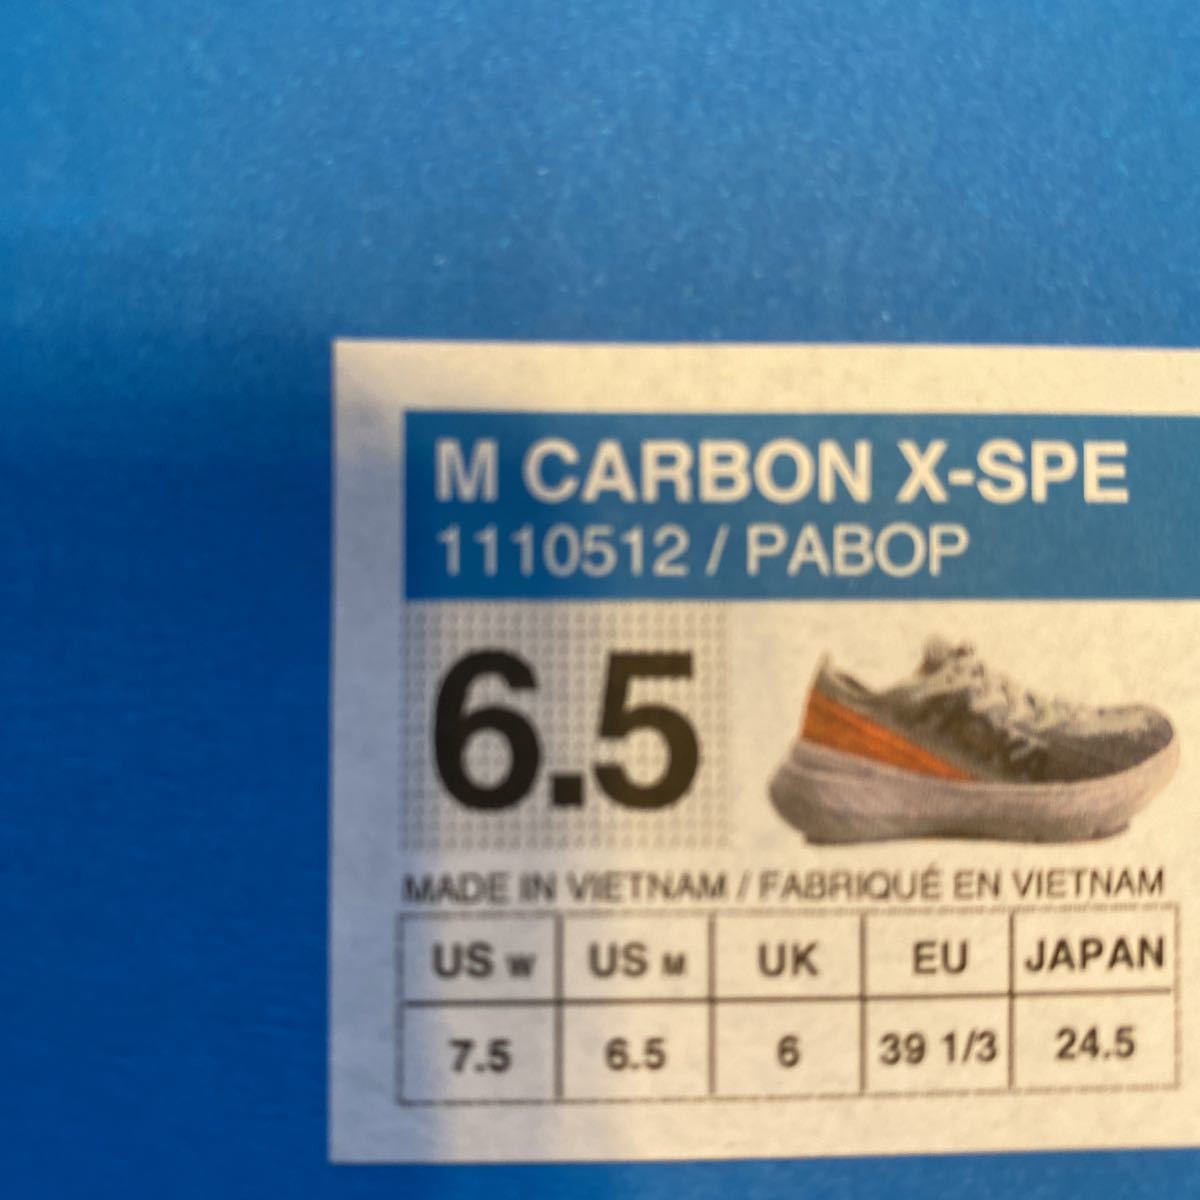 M CARBON X-SPE
1110512 / PABOP
6.5
HOKA
MADE IN VIETNAM / FABRIQUÉ EN VIETNAM
US W US M UK EU JAPAN
7.5 6.5 6 39 1/3 24.5